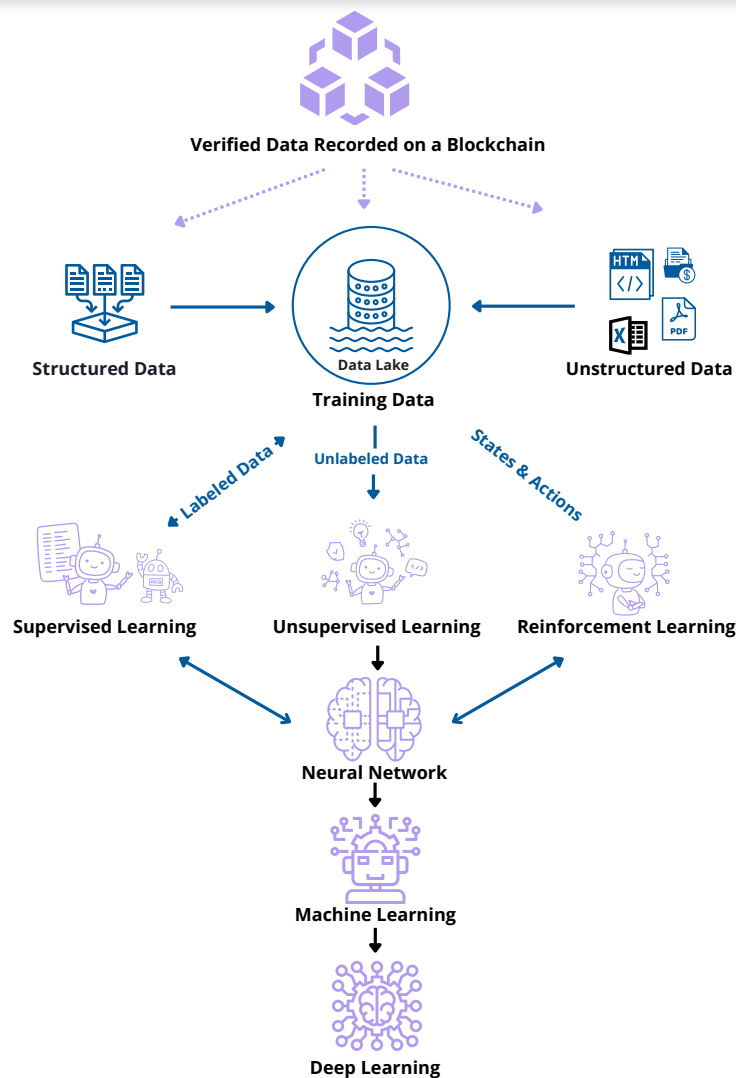 Verified Data Recorded on a Blockchain
HTM
$
</>
X
PDF
Structured Data
Data Lake
Unstructured Data
Training Data
Labeled Data
Unlabeled Data
States & Actions
</>
Supervised Learning
Unsupervised Learning
Reinforcement Learning
Neural Network
Machine Learning
Deep Learning